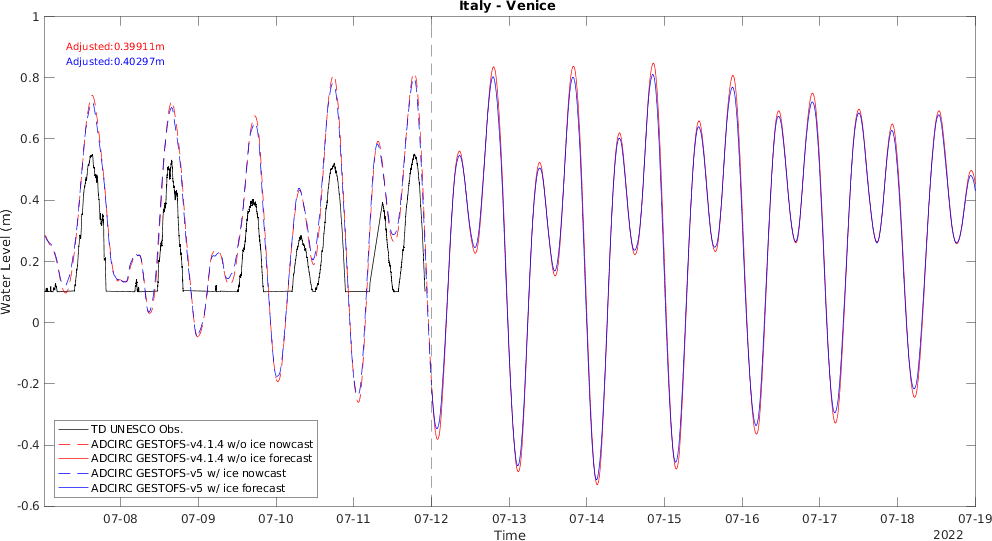 Italy - Venice
1
0.8
0.6
0.4
0.2
0
-0.2
-0.4
-0.6
Water Level (m)
Adjusted:0.39911m
Adjusted:0.40297m
TD UNESCO Obs.
ADCIRC GESTOFS-v4.1.4 w/o ice nowcast
ADCIRC GESTOFS-v4.1.4 w/o ice forecast
ADCIRC GESTOFS-v5 w/ ice nowcast
ADCIRC GESTOFS-v5 w/ ice forecast
07-08 07-09 07-10 07-11 07-12 07-13 07-14 07-15 07-16 07-17 07-18 07-19
Time
2022